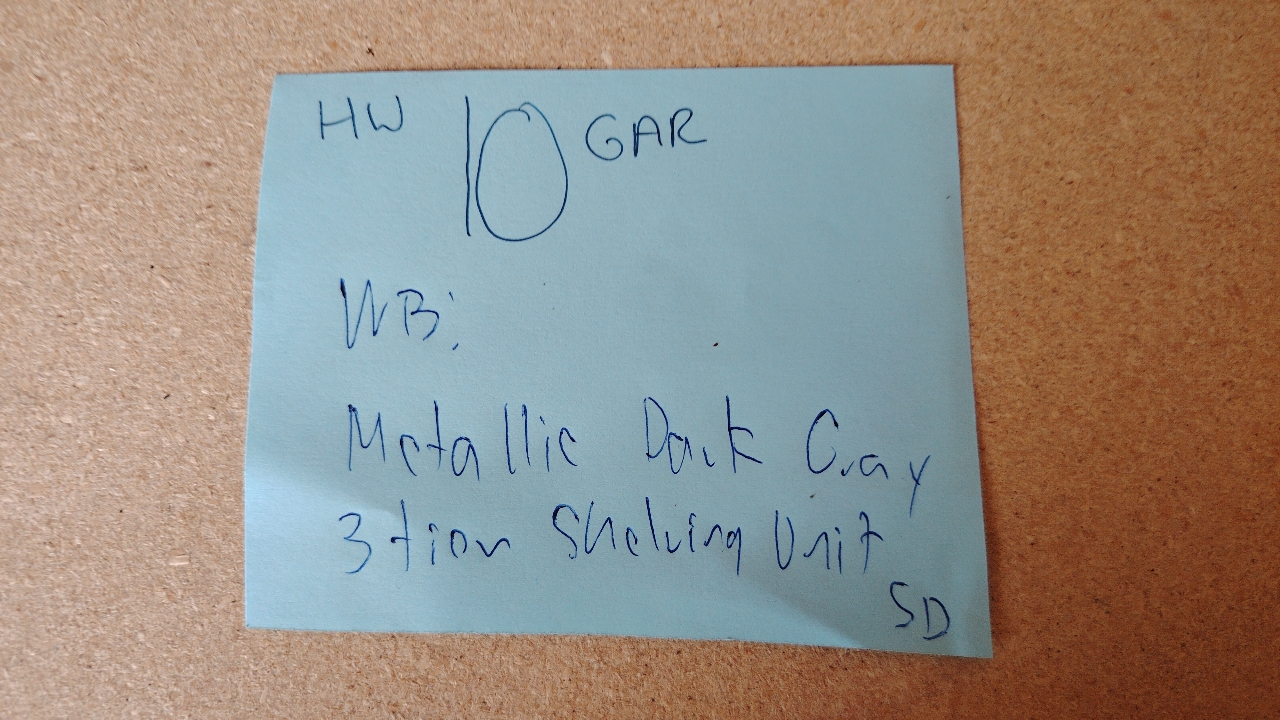 HW 10 GAR
WB:
Metallic Dark Gray
3 tier Shelving Unit
SD